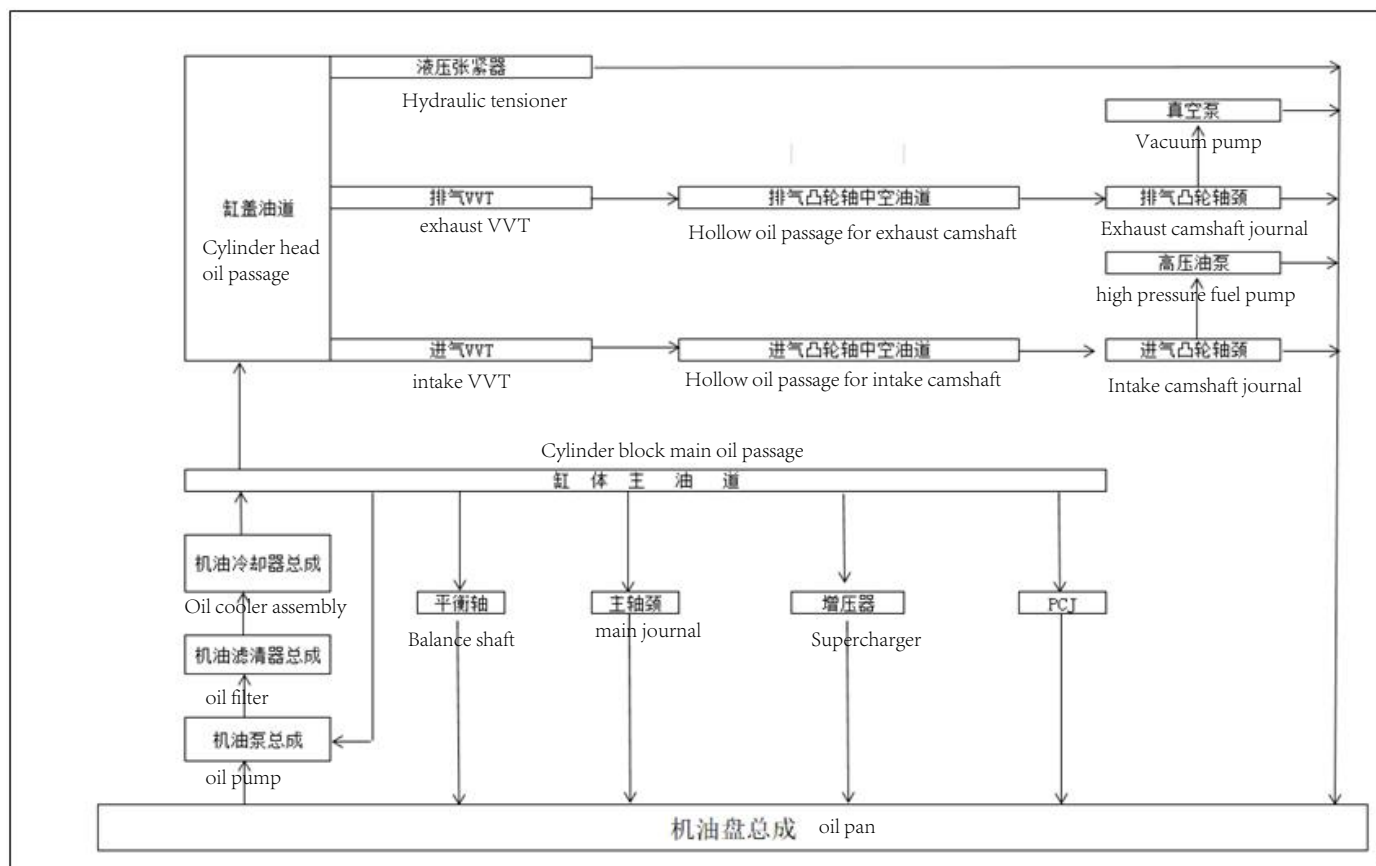 液压张紧器
Hydraulic tensioner
真空泵
Vacuum pump
缸盖油道
Cylinder head
oil passage
排气VVT
exhaust VVT
排气凸轮轴中空油道
Hollow oil passage for exhaust camshaft
排气凸轮轴颈
Exhaust camshaft journal
高压油泵
high pressure fuel pump
进气VVT
intake VVT
进气凸轮轴中空油道
Hollow oil passage for intake camshaft
进气凸轮轴颈
Intake camshaft journal
Cylinder block main oil passage
缸 体 主 油 道
机油冷却器总成
Oil cooler assembly
平衡轴
Balance shaft
主轴颈
main journal
增压器
Supercharger
PCJ
机油滤清器总成
oil filter
机油泵总成
oil pump
机油盘总成 oil pan